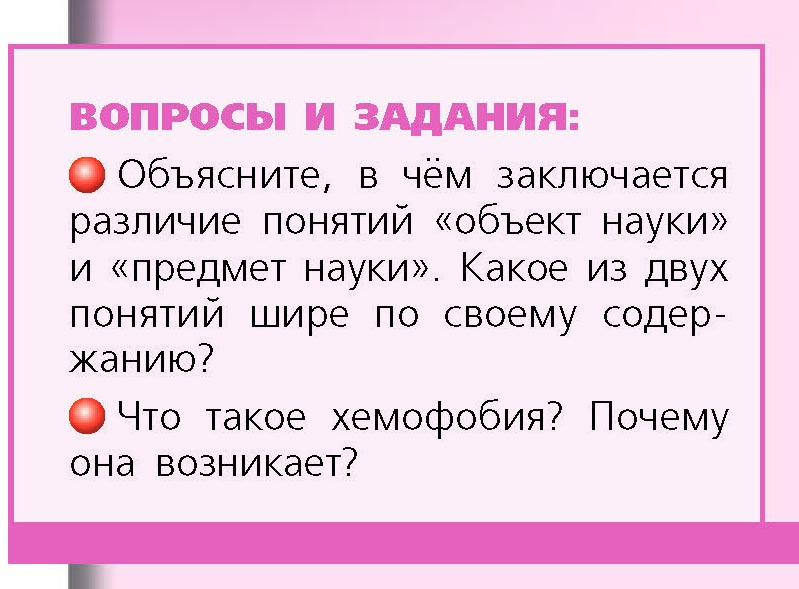 ВОПРОСЫ И ЗАДАНИЯ:
Объясните, в чём заключается
различие понятий «объект науки»
и «предмет науки». Какое из двух
понятий шире по своему содер-
жанию?
Что такое хемофобия? Почему
она возникает?